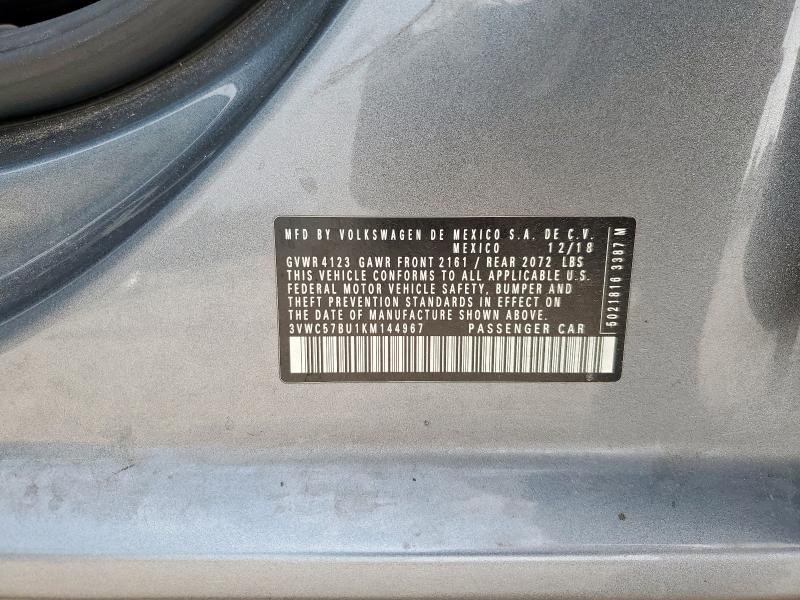 MFD BY VOLKSWAGEN DE MEXICO S.A. DE C.V.
MEXICO 12/18
GVWR 4123 GAWR FRONT 2161 / REAR 2072 LBS
THIS VEHICLE CONFORMS TO ALL APPLICABLE U.S.
FEDERAL MOTOR VEHICLE SAFETY, BUMPER AND
THEFT PREVENTION STANDARDS IN EFFECT ON
THE DATE OF MANUFACTURE SHOWN ABOVE.
3VWC57BU1KM144967 PASSENGER CAR
5021816 3387 M